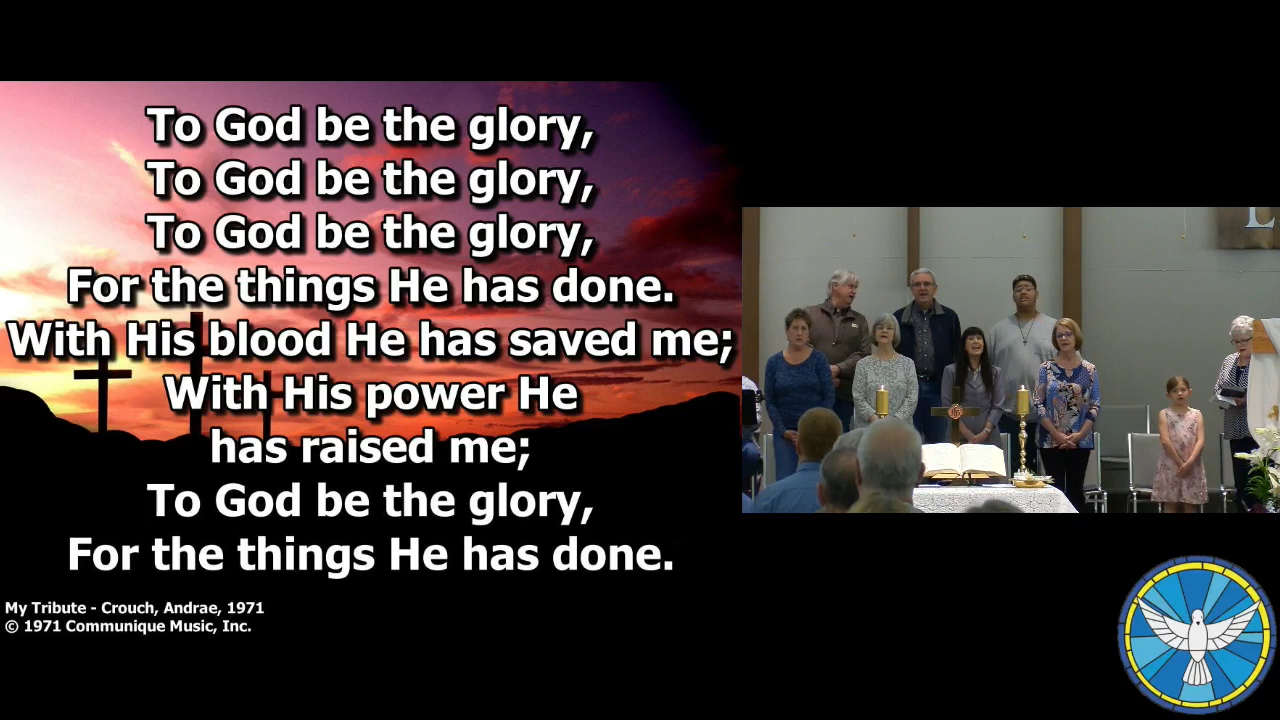 To God be the glory,
To God be the glory,
To God be the glory,
For the things He has done.
With His blood He has saved me;
With His power He
has raised me;
To God be the glory,
For the things He has done.
My Tribute - Crouch, Andrae, 1971
© 1971 Communique Music, Inc.